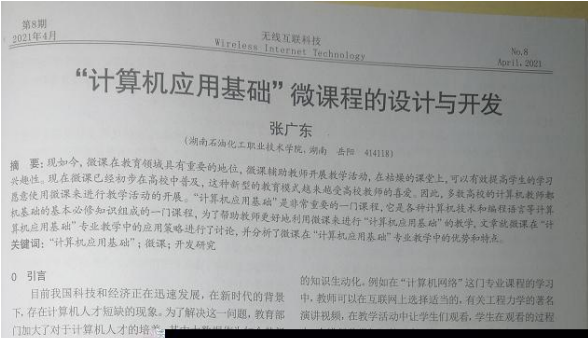 第8期
2021年4月
无线互联科技
Wireless Internet Technology
No.8
April, 2021
“计算机应用基础”微课程的设计与开发
张广东
(湖南石油化工职业技术学院,湖南 岳阳 414118)
摘 要:现如今,微课在教育领域具有重要的地位,微课辅助教师开展教学活动,在枯燥的课堂上,可以有效提高学生的学习
兴趣性。现在微课已经初步在高校中普及,这种新型的教育模式越来越受高校教师的喜爱。因此,多数高校的计算机教师都
愿意使用微课来进行教学活动的开展。“计算机应用基础”是非常重要的一门课程,它是各种计算机技术和编程语言等计算
机基础的基本必修知识组成的一门课程,为了帮助教师更好地利用微课来进行“计算机应用基础”的教学,文章就微课在“计
算机应用基础”专业教学中的应用策略进行了讨论,并分析了微课在“计算机应用基础”专业教学中的优势和特点。
关键词:“计算机应用基础”;微课;开发研究
0 引言
目前我国科技和经济正在迅速发展,在新时代的背景
下,存在计算机人才短缺的现象。为了解决这一问题,教育部
门加大了对于计算机人才的培养
的知识生动化。例如在“计算机网络”这门专业课程的学习
中,教师可以在互联网上选择适当的,有关工程力学的著名
演讲视频,在教学活动中让学生们观看,学生在观看的过程